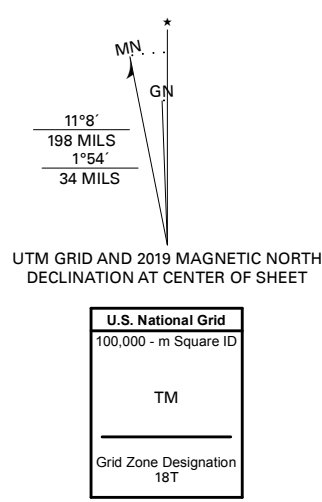 ★
MN
GN
11°8´
198 MILS
1°54´
34 MILS
UTM GRID AND 2019 MAGNETIC NORTH
DECLINATION AT CENTER OF SHEET
U.S. National Grid
100,000 - m Square ID
TM
Grid Zone Designation
18T